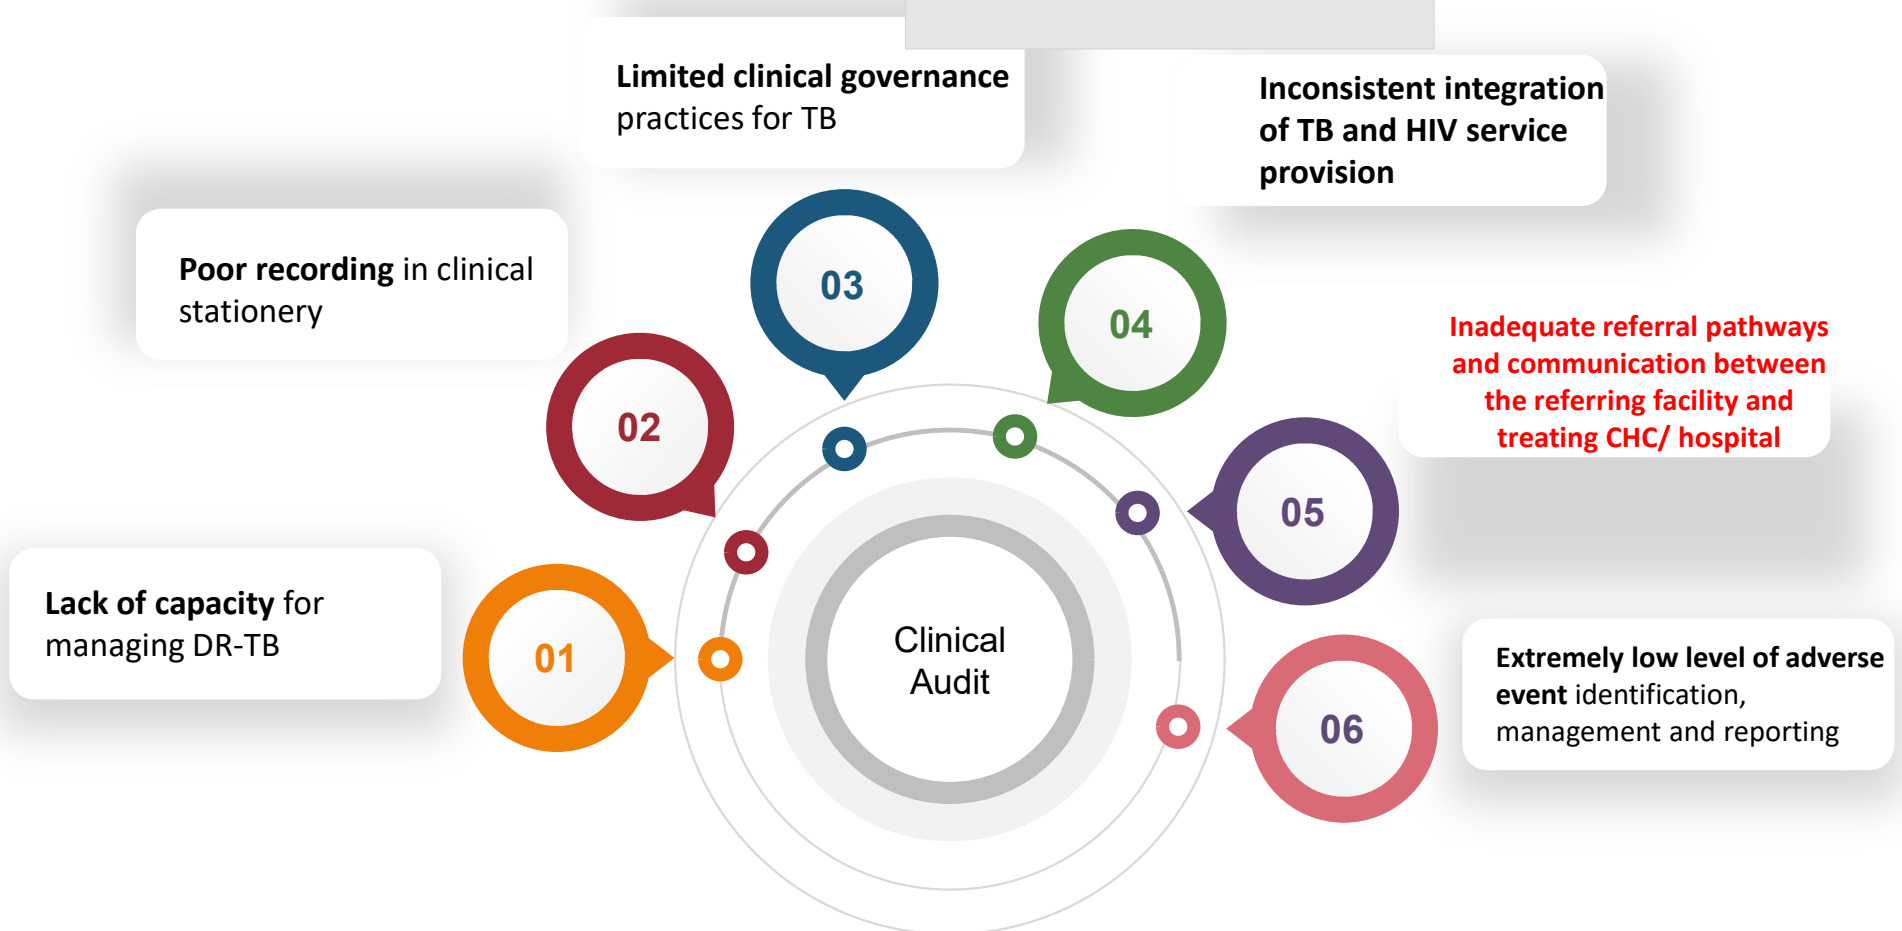 Limited clinical governance
practices for TB
Inconsistent integration
of TB and HIV service
provision
Poor recording in clinical
stationery
03
04
Inadequate referral pathways
and communication between
the referring facility and
treating CHC/ hospital
02
05
Lack of capacity for
managing DR-TB
01
Clinical
Audit
Extremely low level of adverse
event identification,
management and reporting
06